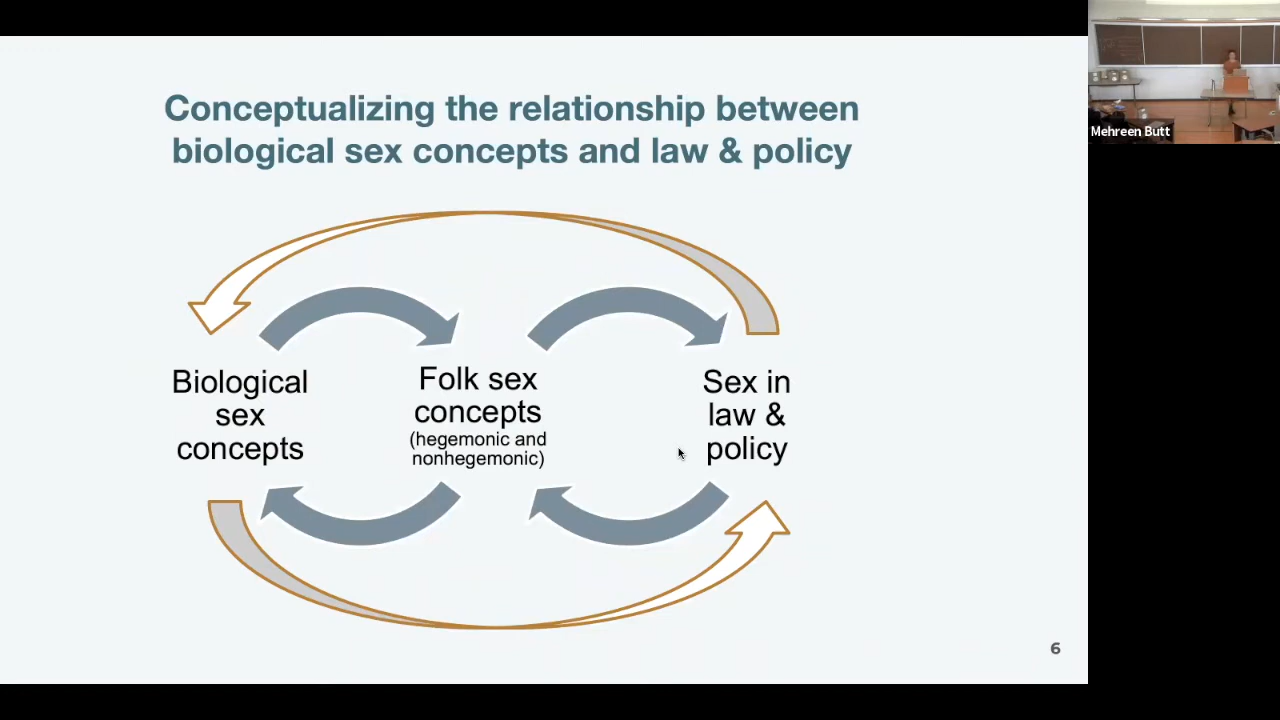 Conceptualizing the relationship between
biological sex concepts and law & policy
Biological
sex
concepts
Folk sex
concepts
(hegemonic and
nonhegemonic)
Sex in
law &
policy
6
Mehreen Butt